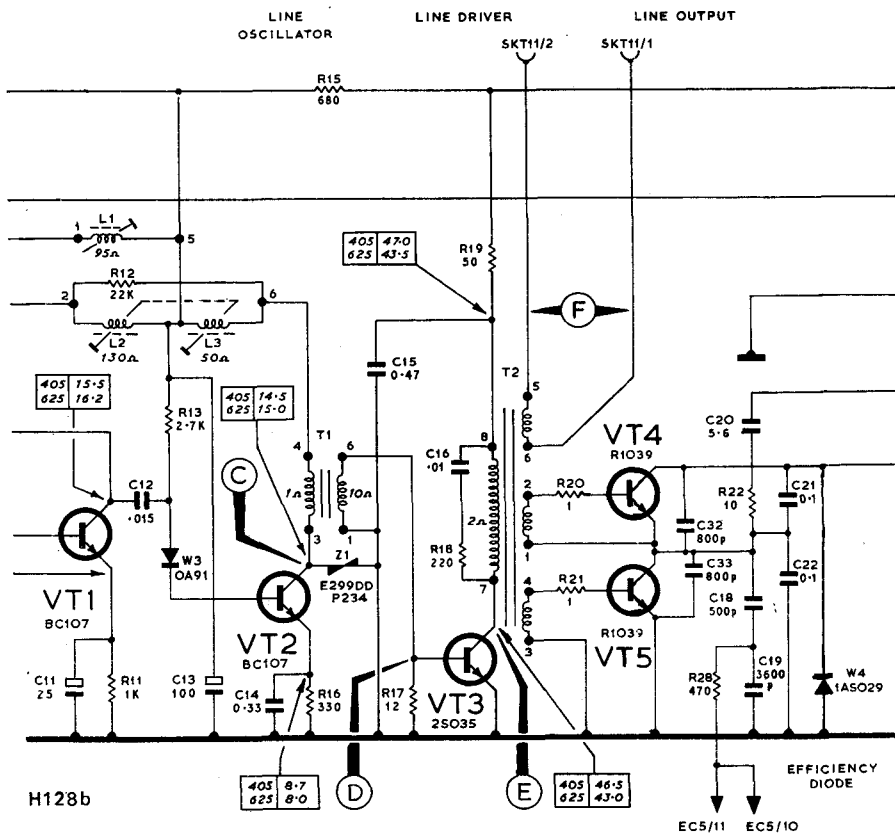 LINE OSCILLATOR
LINE DRIVER
LINE OUTPUT
SKT11/2
SKT11/1
R15
680
1
L1
5
95Ω
R12
22K
2
6
L2
130Ω
L3
50Ω
405 47·0
625 43·5
R19
50
F
405 15·5
625 16·2
R13
2·7K
405 14·5
625 15·0
C15
0·47
T2
5
6
C20
5·6
4
T1
6
C
1Ω
10Ω
3
1
C12
·015
8
C16
·01
2Ω
R18
220
7
2
R20
1
1
VT4
R1039
R22
10
C21
0·1
C32
800p
C33
800p
C22
0·1
W3
OA91
Z1
E299DD
P234
4
R21
1
3
C18
500p
VT1
BC107
VT2
BC107
R1039
VT5
C11
25
R11
1K
C13
100
C14
0·33
R16
330
R17
12
VT3
2S035
R28
470
C19
3600
p
W4
1AS029
H128b
405 8·7
625 8·0
D
E
405 46·5
625 43·0
EFFICIENCY
DIODE
EC5/11
EC5/10